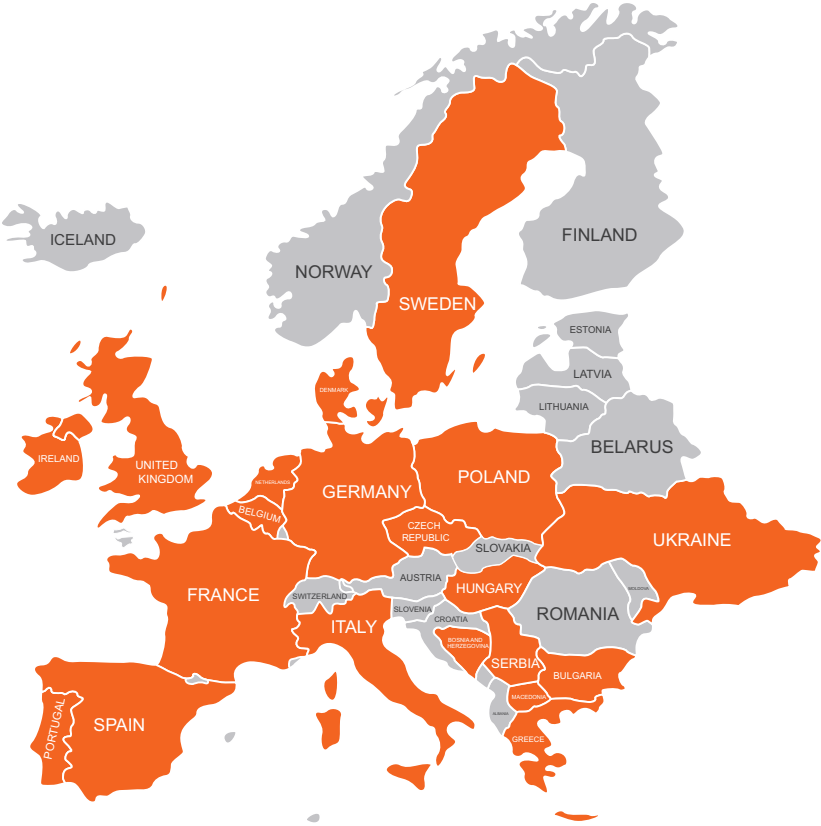 ICELAND
FINLAND
NORWAY
SWEDEN
ESTONIA
LATVIA
DENMARK
LITHUANIA
BELARUS
IRELAND
UNITED
KINGDOM
NETHERLANDS
GERMANY
POLAND
BELGIUM
CZECH
REPUBLIC
UKRAINE
SLOVAKIA
AUSTRIA
HUNGARY
MOLDOVA
FRANCE
SWITZERLAND
SLOVENIA
CROATIA
ROMANIA
ITALY
BOSNIA AND
HERZEGOVINA
SERBIA
BULGARIA
MACEDONIA
ALBANIA
PORTUGAL
SPAIN
GREECE